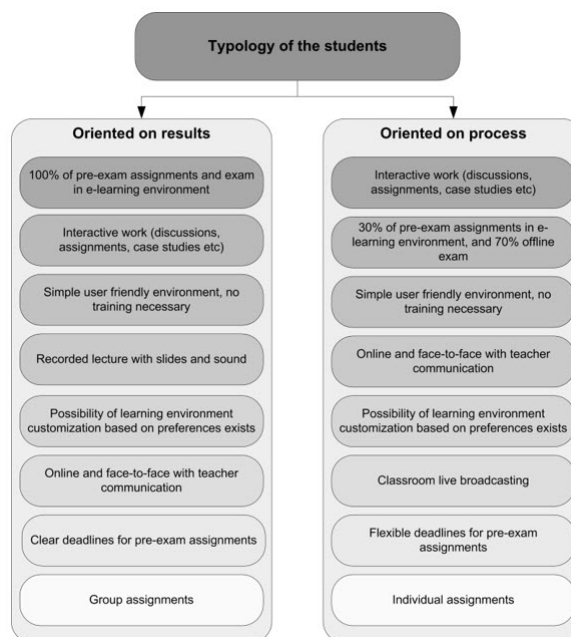 Typology of the students
Oriented on results
100% of pre-exam assignments and exam
in e-learning environment
Interactive work (discussions,
assignments, case studies etc)
Simple user friendly environment, no
training necessary
Recorded lecture with slides and sound
Possibility of learning environment
customization based on preferences exists
Online and face-to-face with teacher
communication
Clear deadlines for pre-exam assignments
Group assignments
Oriented on process
Interactive work (discussions,
assignments, case studies etc)
30% of pre-exam assignments in e-
learning environment, and 70% offline
exam
Simple user friendly environment, no
training necessary
Online and face-to-face with teacher
communication
Possibility of learning environment
customization based on preferences exists
Classroom live broadcasting
Flexible deadlines for pre-exam
assignments
Individual assignments